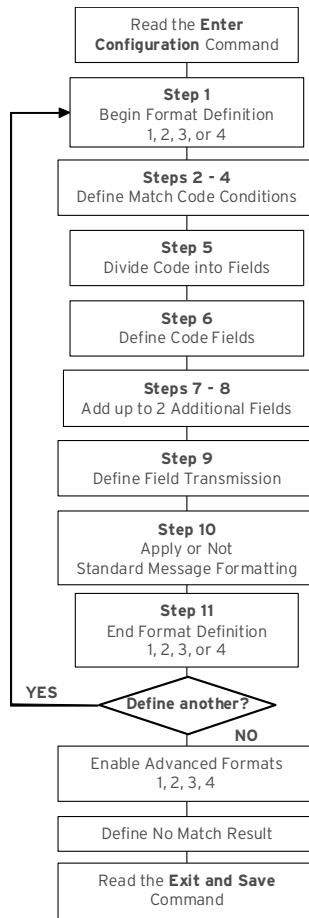 Read the Enter
Configuration Command
Step 1
Begin Format Definition
1, 2, 3, or 4
Steps 2 - 4
Define Match Code Conditions
Step 5
Divide Code into Fields
Step 6
Define Code Fields
Steps 7 - 8
Add up to 2 Additional Fields
Step 9
Define Field Transmission
Step 10
Apply or Not
Standard Message Formatting
Step 11
End Format Definition
1, 2, 3, or 4
YES
Define another?
NO
Enable Advanced Formats
1, 2, 3, 4
Define No Match Result
Read the Exit and Save
Command